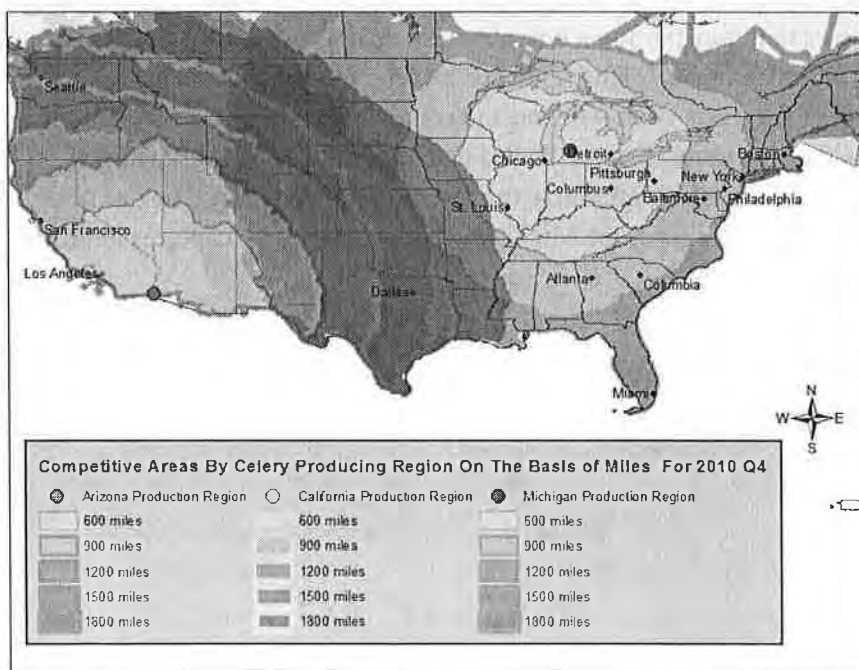 Seattle
Chicago
Detroit
Boston
Pittsburgh
New York
Columbus
St. Louis
Baltimore
Philadelphia
San Francisco
Los Angeles
Dallas
Atlanta
Columbia
Miami
N
W E
S
Competitive Areas By Celery Producing Region On The Basis of Miles For 2010 Q4
Arizona Production Region California Production Region Michigan Production Region
600 miles 600 miles 600 miles
900 miles 900 miles 900 miles
1200 miles 1200 miles 1200 miles
1500 miles 1500 miles 1500 miles
1800 miles 1800 miles 1800 miles